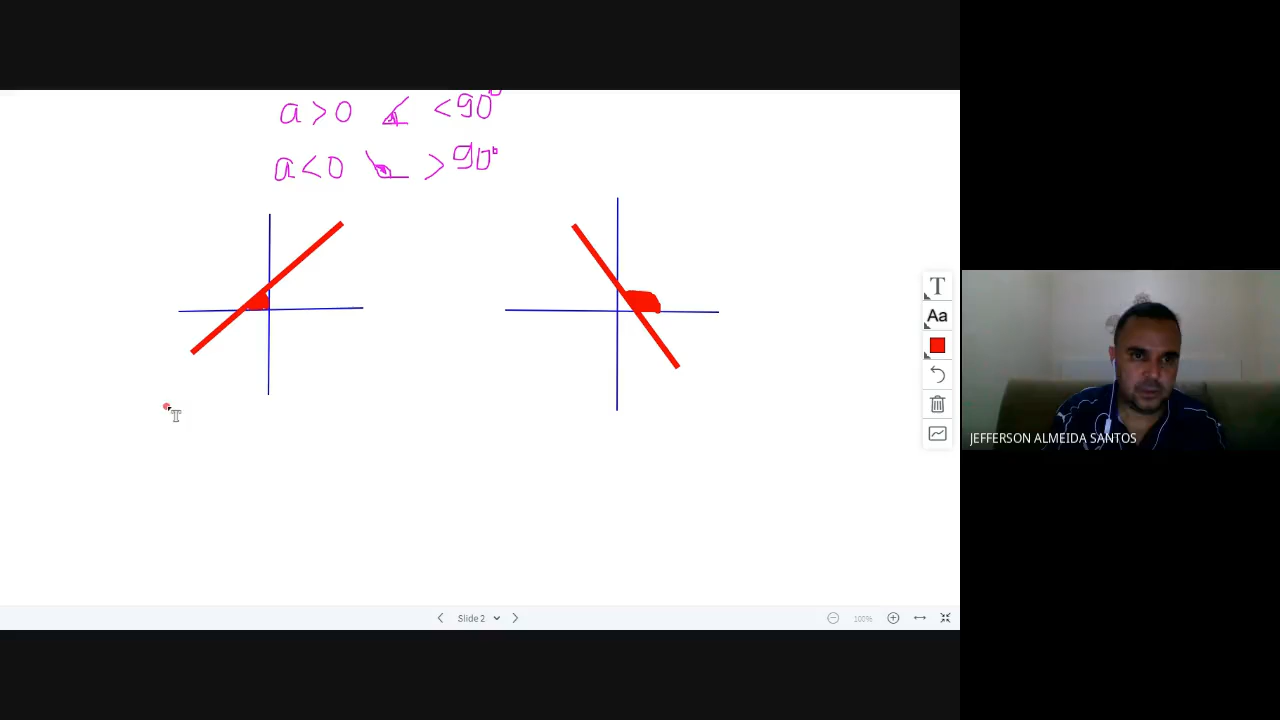 a > 0 ∡ < 90°
a < 0 ∡ > 90°
T
Aa
JEFFERSON ALMEIDA SANTOS
Slide 2
100%